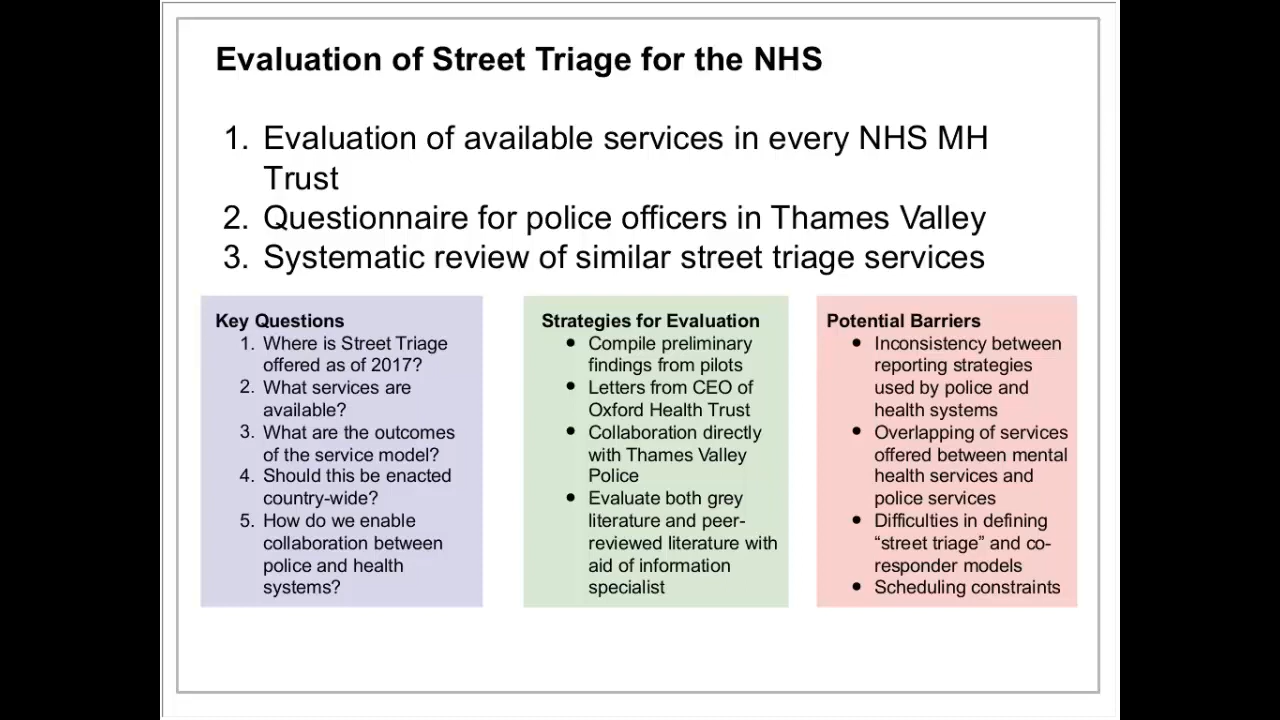 Evaluation of Street Triage for the NHS
1. Evaluation of available services in every NHS MH
Trust
2. Questionnaire for police officers in Thames Valley
3. Systematic review of similar street triage services
Key Questions
1. Where is Street Triage
offered as of 2017?
2. What services are
available?
3. What are the outcomes
of the service model?
4. Should this be enacted
country-wide?
5. How do we enable
collaboration between
police and health
systems?
Strategies for Evaluation
● Compile preliminary
findings from pilots
● Letters from CEO of
Oxford Health Trust
● Collaboration directly
with Thames Valley
Police
● Evaluate both grey
literature and peer-
reviewed literature with
aid of information
specialist
Potential Barriers
● Inconsistency between
reporting strategies
used by police and
health systems
● Overlapping of services
offered between mental
health services and
police services
● Difficulties in defining
“street triage” and co-
responder models
● Scheduling constraints